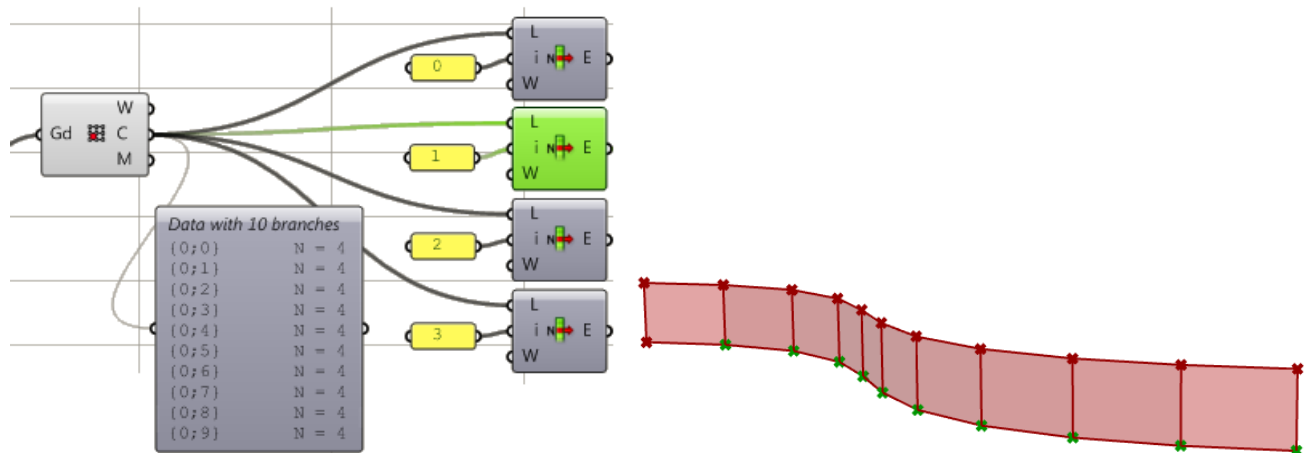 L
0
i N E
W
W
Gd C
M
L
1
i N E
W
L
2
i N E
W
L
3
i N E
W
Data with 10 branches
{0;0} N = 4
{0;1} N = 4
{0;2} N = 4
{0;3} N = 4
{0;4} N = 4
{0;5} N = 4
{0;6} N = 4
{0;7} N = 4
{0;8} N = 4
{0;9} N = 4